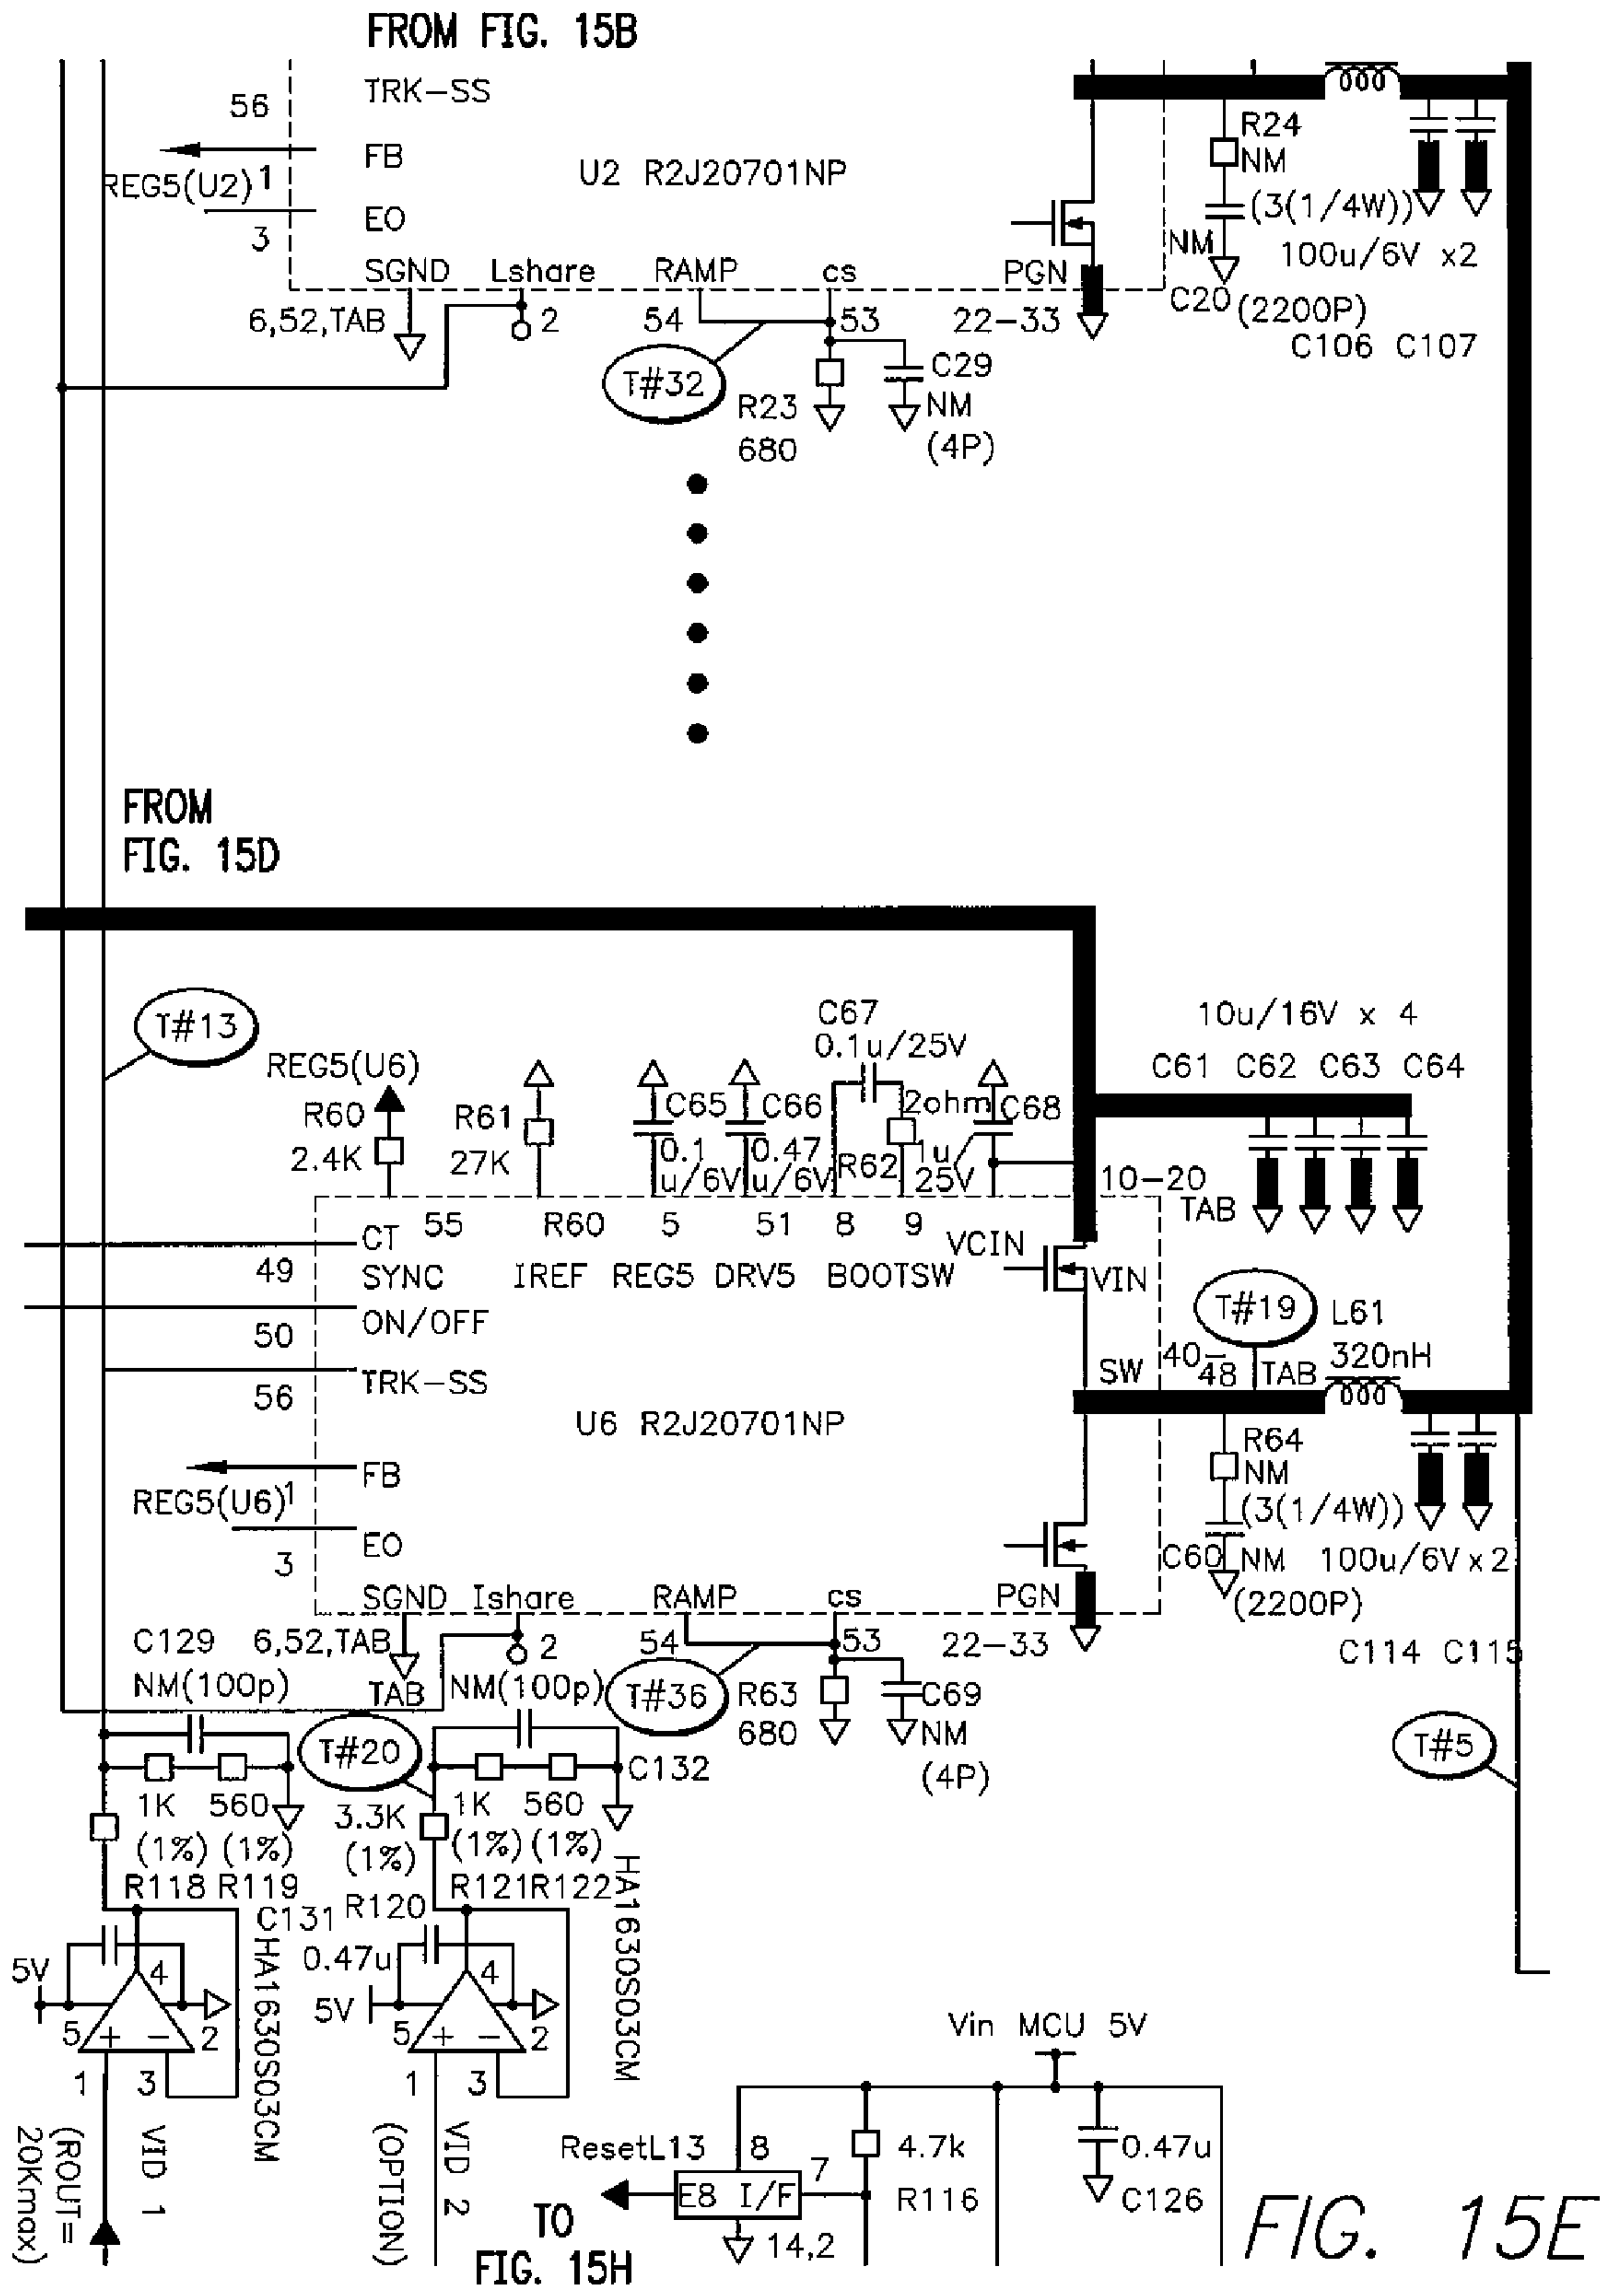 FROM FIG. 15B
TRK-SS
56
FB
REG5(U2) 1
U2 R2J20701NP
EO
3
SGND Lshare RAMP cs PGN
6,52,TAB
2
54
53
22-33
T#32
R23
680
C29
NM
(4P)
R24
NM
(3(1/4W))
NM
C20
(2200P)
100u/6V x2
C106 C107
FROM
FIG. 15D
T#13
REG5(U6)
R60
2.4K
R61
27K
C65
0.1
u/6V
C66
0.47
u/6V
C67
0.1u/25V
2ohm
R62
C68
1u
25V
10u/16V x 4
C61 C62 C63 C64
10-20
TAB
55 R60 5 51 8 9
CT
49
SYNC
IREF REG5 DRV5 BOOTSW
VCIN
VIN
ON/OFF
50
TRK-SS
56
SW
40-
48
TAB
T#19
L61
320nH
U6 R2J20701NP
FB
REG5(U6) 1
EO
3
R64
NM
(3(1/4W))
C60
NM
(2200P)
100u/6V x2
C114 C115
SGND Ishare RAMP cs PGN
6,52,TAB
TAB
2
54
53
22-33
C129
NM(100p)
NM(100p)
T#36
R63
680
C69
NM
(4P)
T#20
C132
T#5
1K
(1%)
R118
560
(1%)
R119
3.3K
(1%)
R120
1K
(1%)
R121
560
(1%)
R122
C131
0.47u
HA1630S03CM
HA1630S03CM
5V
4
5
+ −
2
1
3
5V
4
5
+ −
2
1
3
(ROUT=
20Kmax)
VID 1
(OPTION)
VID 2
Vin MCU 5V
ResetL13
8
E8 I/F
7
14,2
4.7k
R116
0.47u
C126
TO
FIG. 15H
FIG. 15E